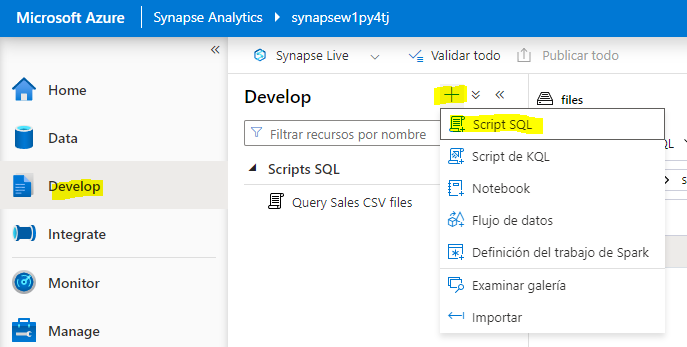 Microsoft Azure Synapse Analytics > synapsew1py4tj
«
Synapse Live Validar todo Publicar todo
Home
Data
Develop
Integrate
Monitor
Manage
Develop + «
Filtrar recursos por nombre
Scripts SQL
Query Sales CSV files
Script SQL
Script de KQL
Notebook
Flujo de datos
Definición del trabajo de Spark
Examinar galería
Importar
files
QL
> s